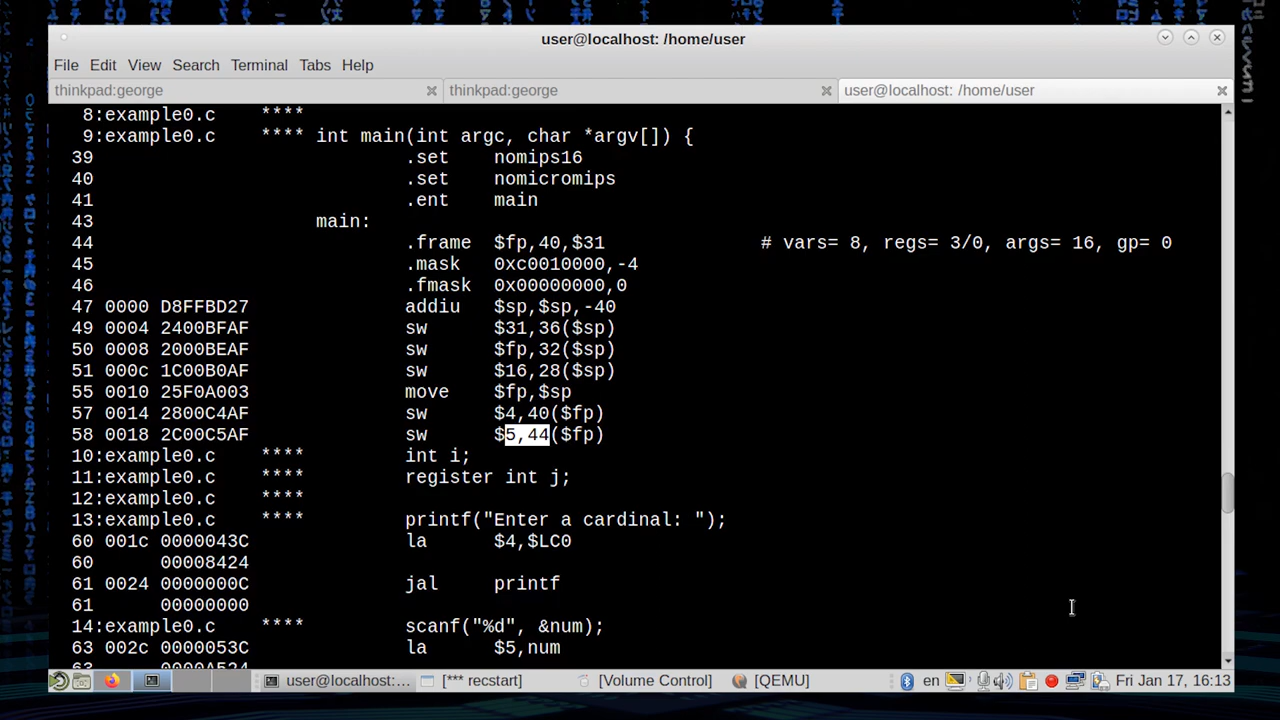 user@localhost: /home/user
File Edit View Search Terminal Tabs Help
thinkpad:george thinkpad:george user@localhost: /home/user
8:example0.c ****
9:example0.c **** int main(int argc, char *argv[]) {
39 .set nomips16
40 .set nomicromips
41 .ent main
43 main:
44 .frame $fp,40,$31 # vars= 8, regs= 3/0, args= 16, gp= 0
45 .mask 0xc0010000,-4
46 .fmask 0x00000000,0
47 0000 D8FFBD27 addiu $sp,$sp,-40
49 0004 2400BFAF sw $31,36($sp)
50 0008 2000BEAF sw $fp,32($sp)
51 000c 1C00B0AF sw $16,28($sp)
55 0010 25F0A003 move $fp,$sp
57 0014 2800C4AF sw $4,40($fp)
58 0018 2C00C5AF sw $5,44($fp)
10:example0.c **** int i;
11:example0.c **** register int j;
12:example0.c ****
13:example0.c **** printf("Enter a cardinal: ");
60 001c 0000043C la $4,$LC0
60 00008424
61 0024 0000000C jal printf
61 00000000
14:example0.c **** scanf("%d", &num);
63 002c 0000053C la $5,num
63 0000A524
user@localhost:... [*** recstart] [Volume Control] [QEMU] en Fri Jan 17, 16:13